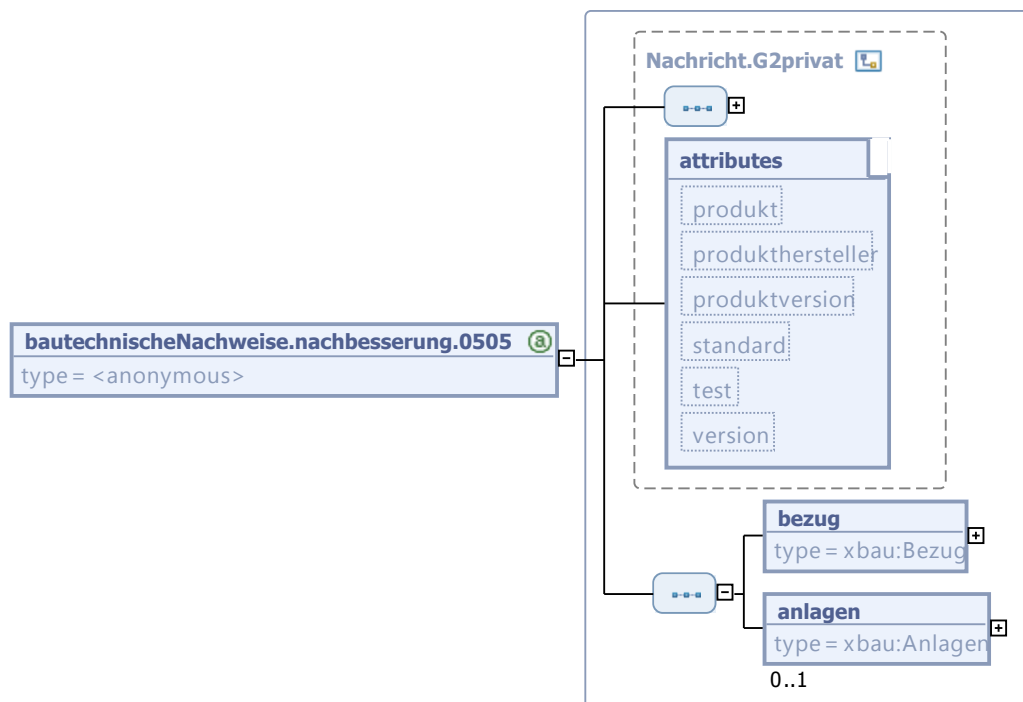 Nachricht.G2privat
attributes
produkt
produkthersteller
produktversion
standard
test
version
bautechnischeNachweise.nachbesserung.0505 a
type = <anonymous>
bezug
type = xbau:Bezug
anlagen
type = xbau:Anlagen
0..1